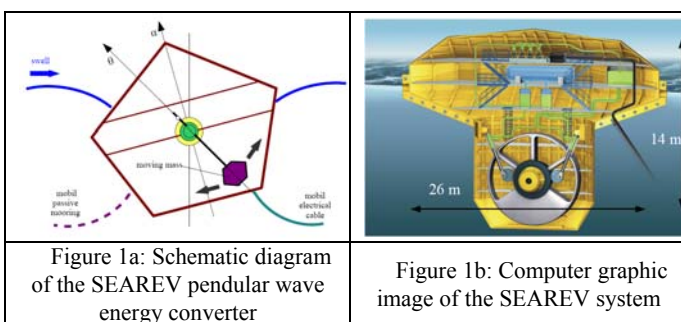 α
θ
swell
moving mass
mobil
passive
mooring
mobil
electrical
cable
14 m
26 m
Figure 1a: Schematic diagram
of the SEAREV pendular wave
energy converter
Figure 1b: Computer graphic
image of the SEAREV system